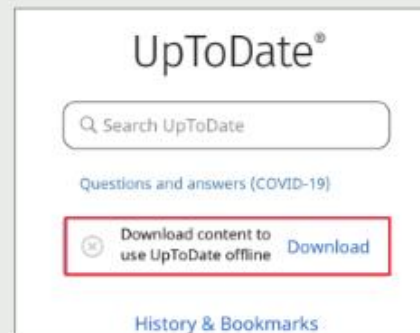 UpToDate®
Search UpToDate
Questions and answers (COVID-19)
Download content to
use UpToDate offline
Download
History & Bookmarks